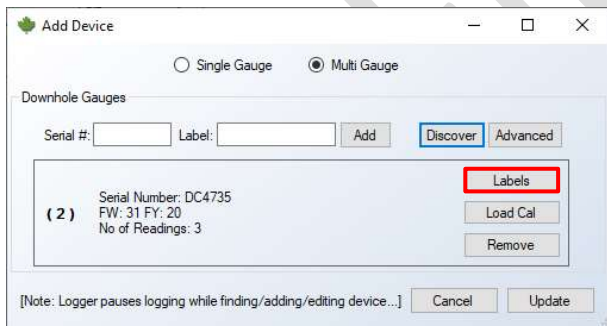 Add Device
Single Gauge Multi Gauge
Downhole Gauges
Serial #: Label: Add Discover Advanced
Labels
Serial Number: DC4735
( 2 ) FW: 31 FY: 20
No of Readings: 3
Load Cal
Remove
[Note: Logger pauses logging while finding/adding/editing device...] Cancel Update